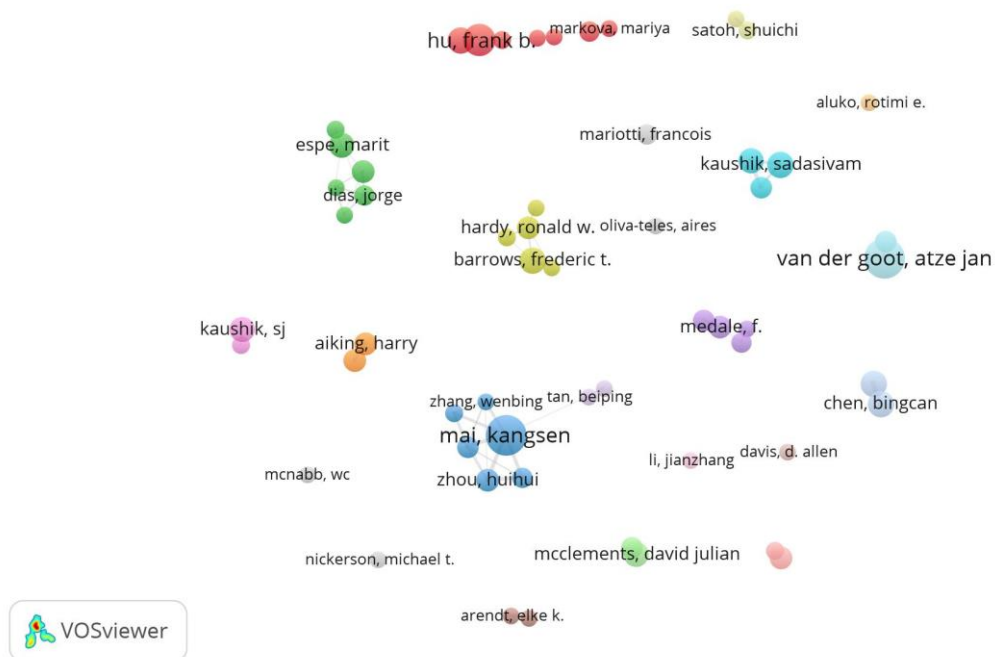 hu, frank b.
markova, mariya
satoh, shuichi
aluko, rotimi e.
espe, marit
mariotti, francois
kaushik, sadasivam
dias, jorge
hardy, ronald w.
oliva-teles, aires
barrows, frederic t.
van der goot, atze jan
kaushik, sj
aiking, harry
medale, f.
zhang, wenbing
tan, beiping
chen, bingcan
mai, kangsen
li, jianzhang
davis, d. allen
mcnabb, wc
zhou, huihui
nickerson, michael t.
mcclements, david julian
arendt, elke k.
VOSviewer